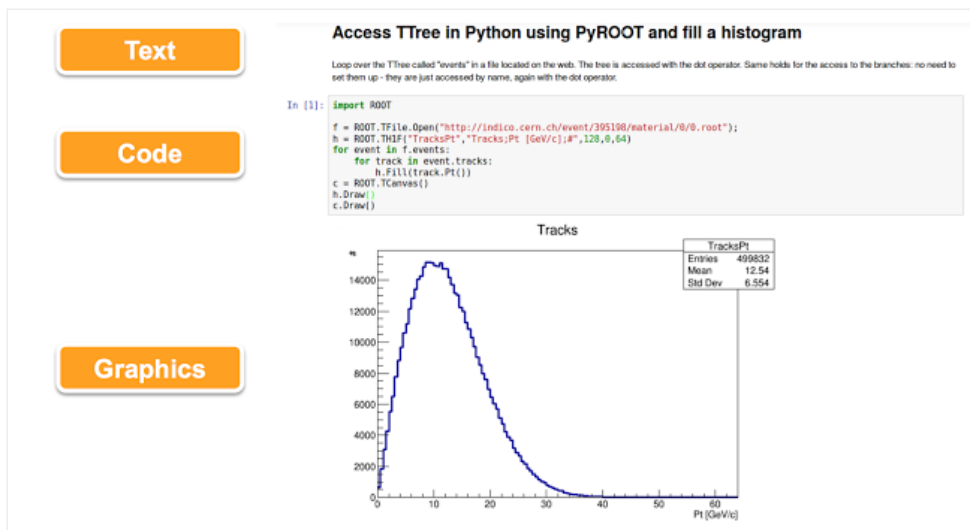 Text
Access TTree in Python using PyROOT and fill a histogram
Loop over the TTree called "events" in a file located on the web. The tree is accessed with the dot operator. Same holds for the access to the branches: no need to
set them up - they are just accessed by name, again with the dot operator.
Code
In [1]: import ROOT
f = ROOT.TFile.Open("http://indico.cern.ch/event/395198/material/0/0.root");
h = ROOT.TH1F("TracksPt","Tracks;Pt [GeV/c];#",128,0,64)
for event in f.events:
    for track in event.tracks:
        h.Fill(track.Pt())
c = ROOT.TCanvas()
h.Draw()
c.Draw()
Graphics
Tracks
#
TracksPt
Entries 499832
Mean 12.54
Std Dev 6.554
14000
12000
10000
8000
6000
4000
2000
0
0 10 20 30 40 50 60
Pt [GeV/c]